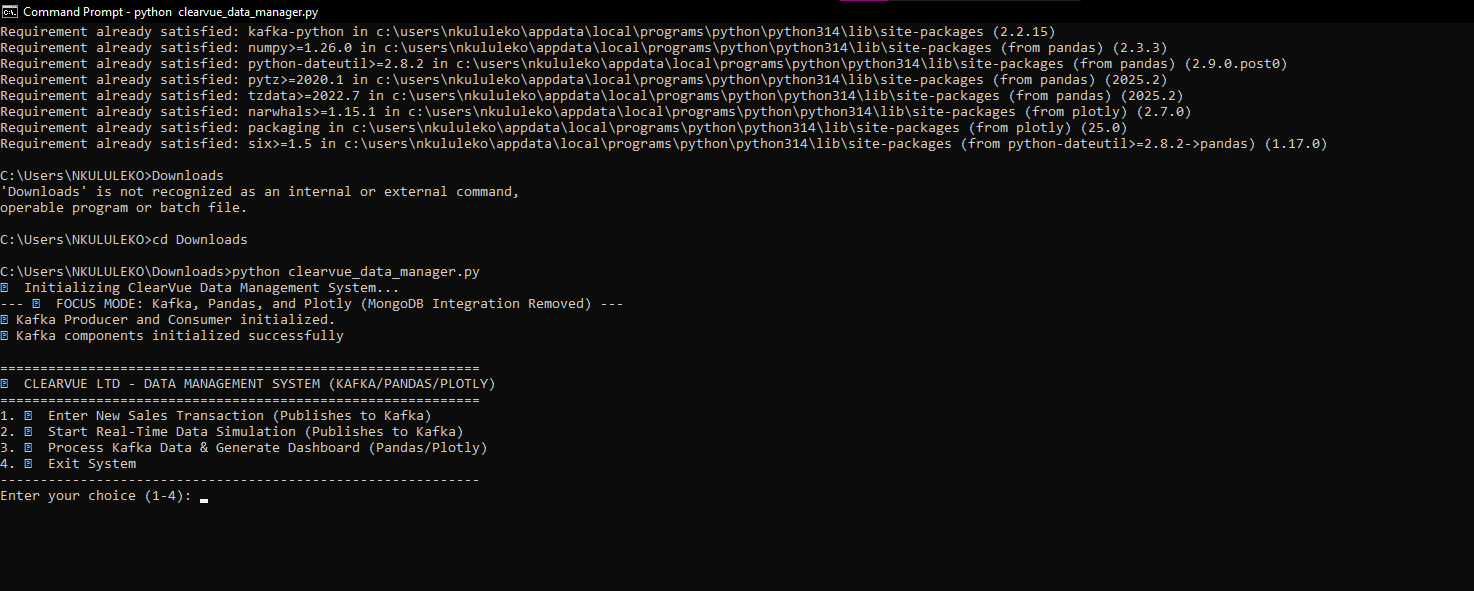 Command Prompt - python clearvue_data_manager.py
Requirement already satisfied: kafka-python in c:\users\nkululeko\appdata\local\programs\python\python314\lib\site-packages (2.2.15)
Requirement already satisfied: numpy>=1.26.0 in c:\users\nkululeko\appdata\local\programs\python\python314\lib\site-packages (from pandas) (2.3.3)
Requirement already satisfied: python-dateutil>=2.8.2 in c:\users\nkululeko\appdata\local\programs\python\python314\lib\site-packages (from pandas) (2.9.0.post0)
Requirement already satisfied: pytz>=2020.1 in c:\users\nkululeko\appdata\local\programs\python\python314\lib\site-packages (from pandas) (2025.2)
Requirement already satisfied: tzdata>=2022.7 in c:\users\nkululeko\appdata\local\programs\python\python314\lib\site-packages (from pandas) (2025.2)
Requirement already satisfied: narwhals>=1.15.1 in c:\users\nkululeko\appdata\local\programs\python\python314\lib\site-packages (from plotly) (2.7.0)
Requirement already satisfied: packaging in c:\users\nkululeko\appdata\local\programs\python\python314\lib\site-packages (from plotly) (25.0)
Requirement already satisfied: six>=1.5 in c:\users\nkululeko\appdata\local\programs\python\python314\lib\site-packages (from python-dateutil>=2.8.2->pandas) (1.17.0)
C:\Users\NKULULEKO>Downloads
'Downloads' is not recognized as an internal or external command,
operable program or batch file.
C:\Users\NKULULEKO>cd Downloads
C:\Users\NKULULEKO\Downloads>python clearvue_data_manager.py
Initializing ClearVue Data Management System...
--- FOCUS MODE: Kafka, Pandas, and Plotly (MongoDB Integration Removed) ---
Kafka Producer and Consumer initialized.
Kafka components initialized successfully
============================================================
CLEARVUE LTD - DATA MANAGEMENT SYSTEM (KAFKA/PANDAS/PLOTLY)
============================================================
1. Enter New Sales Transaction (Publishes to Kafka)
2. Start Real-Time Data Simulation (Publishes to Kafka)
3. Process Kafka Data & Generate Dashboard (Pandas/Plotly)
4. Exit System
------------------------------------------------------------
Enter your choice (1-4):